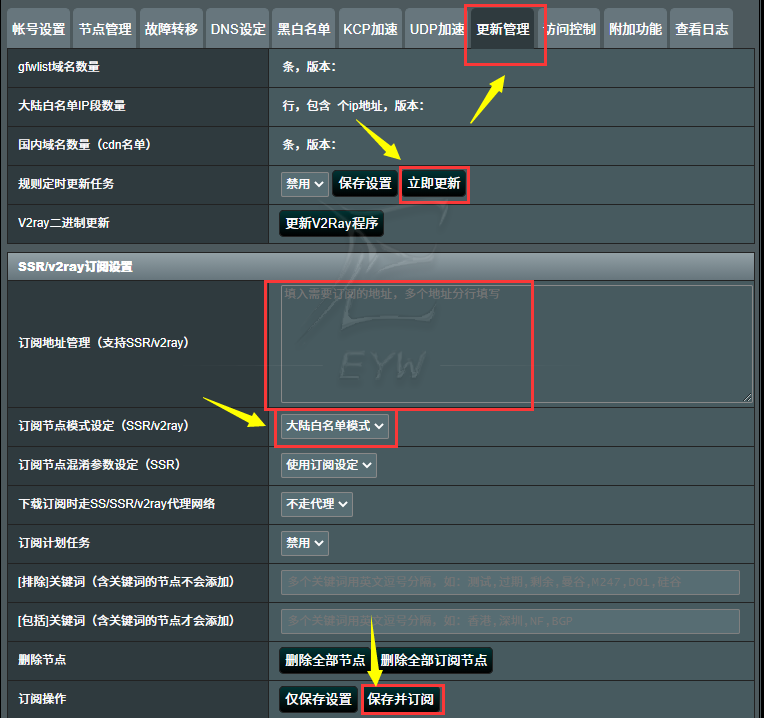 帐号设置 节点管理 故障转移 DNS设定 黑白名单 KCP加速 UDP加速 更新管理 访问控制 附加功能 查看日志
gfwlist域名数量 条，版本：
大陆白名单IP段数量 行，包含 个ip地址，版本：
国内域名数量（cdn名单） 条，版本：
规则定时更新任务 禁用 保存设置 立即更新
V2ray二进制更新 更新V2Ray程序
SSR/v2ray订阅设置
填入需要订阅的地址，多个地址分行填写
订阅地址管理（支持SSR/v2ray）
EYW
订阅节点模式设定（SSR/v2ray） 大陆白名单模式
订阅节点混淆参数设定（SSR） 使用订阅设定
下载订阅时走SS/SSR/v2ray代理网络 不走代理
订阅计划任务 禁用
[排除]关键词（含关键词的节点不会添加） 多个关键词用英文逗号分隔，如：测试,过期,剩余,曼谷,M247,D01,硅谷
[包括]关键词（含关键词的节点才会添加） 多个关键词用英文逗号分隔，如：香港,深圳,NF,BGP
删除节点 删除全部节点 删除全部订阅节点
订阅操作 仅保存设置 保存并订阅